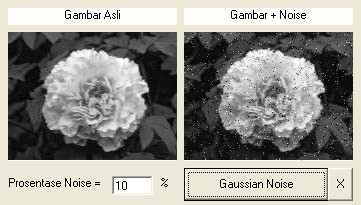 Gambar Asli
Gambar + Noise
Prosentase Noise = 10 %
Gaussian Noise
X